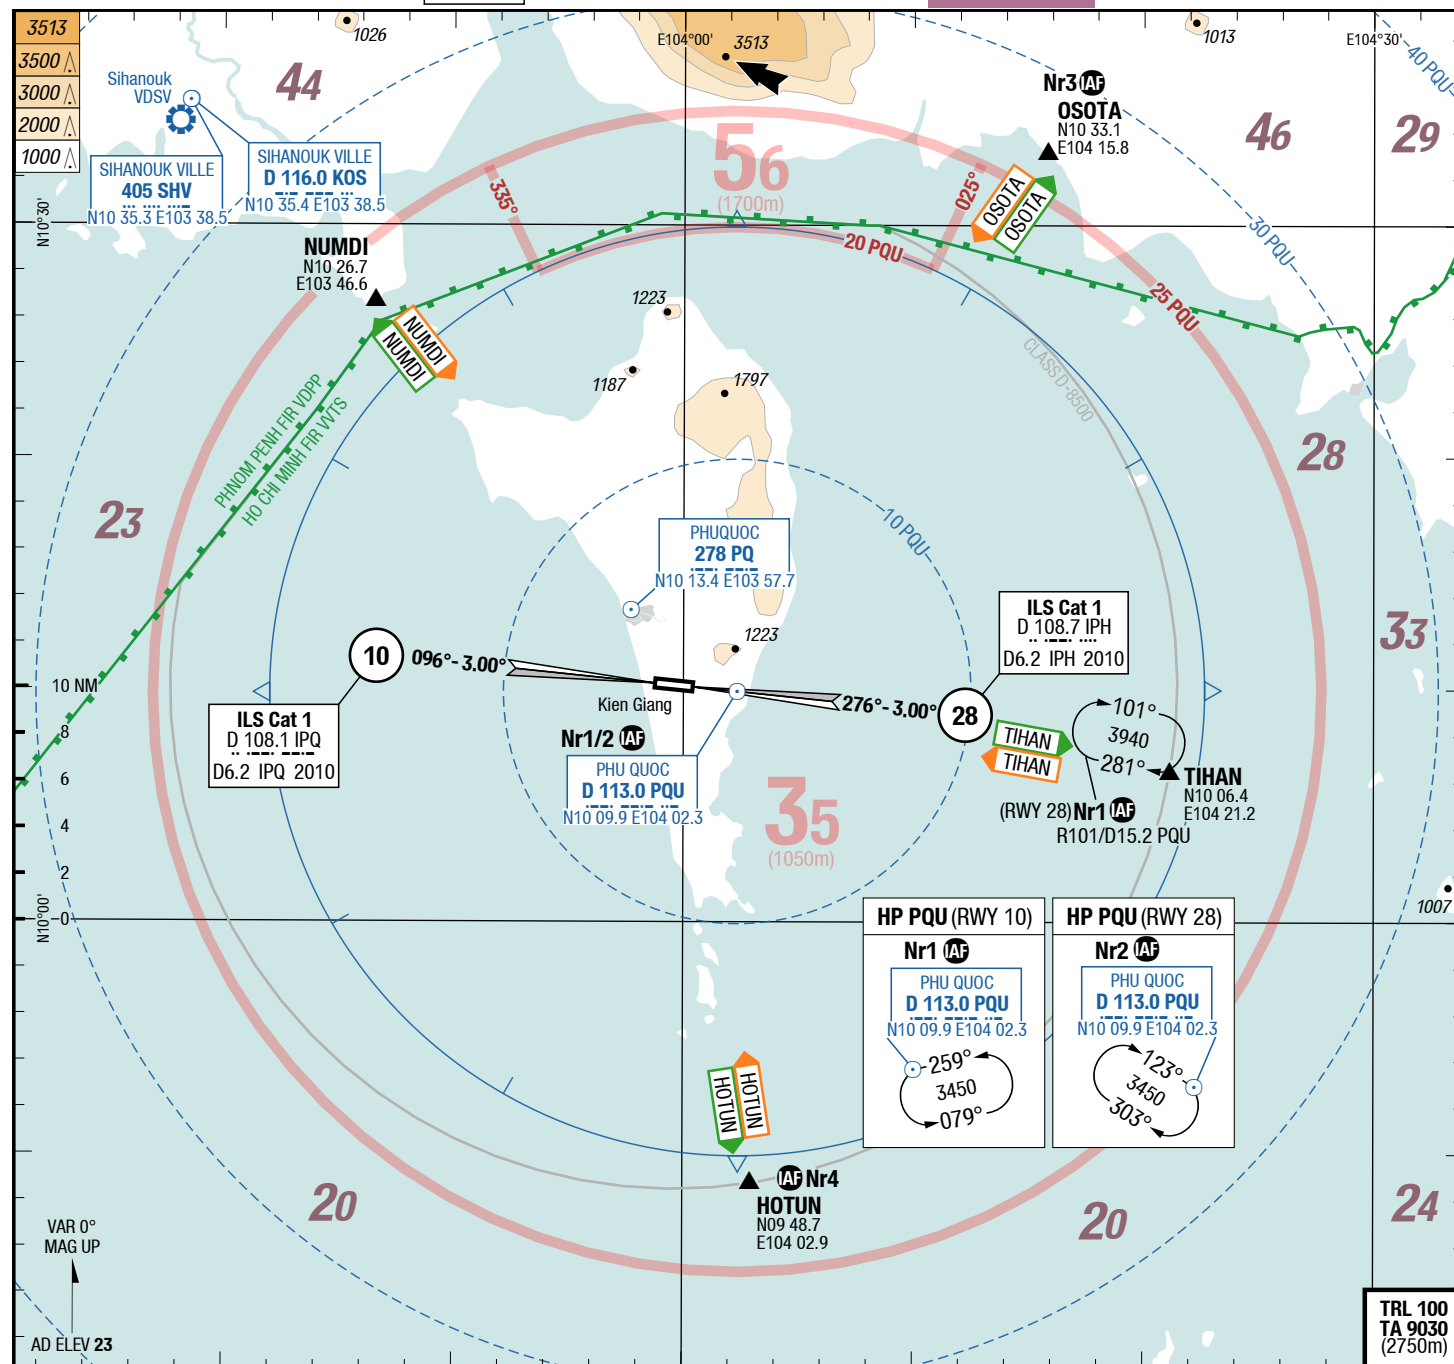 3513
3500
3000
2000
1000
1026
44
Sihanouk
VDSV
SIHANOUK VILLE
405 SHV
N10 35.3 E103 38.5
SIHANOUK VILLE
D 116.0 KOS
N10 35.4 E103 38.5
E104°00'
3513
1013
E104°30'
40 PQU
Nr3 IAF
OSOTA
N10 33.1
E104 15.8
46
29
56
(1700m)
335°
025°
OSOTA
OSOTA
N10°30'
NUMDI
N10 26.7
E103 46.6
20 PQU
30 PQU
25 PQU
NUMDI
NUMDI
1223
1187
1797
CLASS D-8500
PHNOM PENH FIR VDPP
HO CHI MINH FIR VVTS
28
23
10 PQU
PHUQUOC
278 PQ
N10 13.4 E103 57.7
ILS Cat 1
D 108.7 IPH
D6.2 IPH 2010
33
1223
10
096°- 3.00°
Kien Giang
276°- 3.00°
28
10 NM
8
6
4
2
0
N10°00'
ILS Cat 1
D 108.1 IPQ
D6.2 IPQ 2010
Nr1/2 IAF
PHU QUOC
D 113.0 PQU
N10 09.9 E104 02.3
TIHAN
TIHAN
101°
3940
281°
TIHAN
N10 06.4
E104 21.2
(RWY 28) Nr1 IAF
R101/D15.2 PQU
35
(1050m)
1007
HP PQU (RWY 10)
Nr1 IAF
PHU QUOC
D 113.0 PQU
N10 09.9 E104 02.3
259°
3450
079°
HP PQU (RWY 28)
Nr2 IAF
PHU QUOC
D 113.0 PQU
N10 09.9 E104 02.3
123°
3450
303°
HOTUN
HOTUN
IAF Nr4
HOTUN
N09 48.7
E104 02.9
20
20
24
VAR 0°
MAG UP
AD ELEV 23
TRL 100
TA 9030
(2750m)